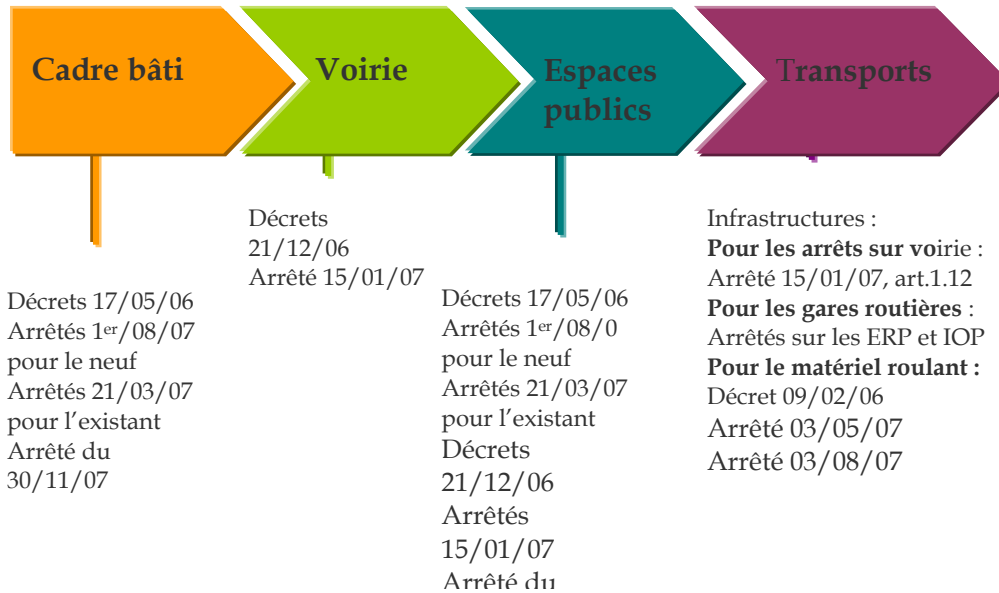 Cadre bâti
Voirie
Espaces
publics
Transports
Décrets 17/05/06
Arrêtés 1er/08/07
pour le neuf
Arrêtés 21/03/07
pour l’existant
Arrêté du
30/11/07
Décrets
21/12/06
Arrêté 15/01/07
Décrets 17/05/06
Arrêtés 1er/08/0
pour le neuf
Arrêtés 21/03/07
pour l’existant
Décrets
21/12/06
Arrêtés
15/01/07
Arrêté du
Infrastructures :
Pour les arrêts sur voirie :
Arrêté 15/01/07, art.1.12
Pour les gares routières :
Arrêtés sur les ERP et IOP
Pour le matériel roulant :
Décret 09/02/06
Arrêté 03/05/07
Arrêté 03/08/07